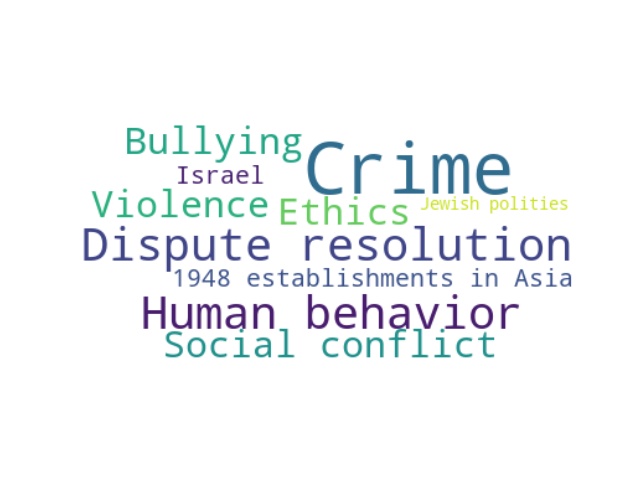 Bullying
Crime
Israel
Violence
Ethics
Jewish polities
Dispute resolution
1948 establishments in Asia
Human behavior
Social conflict